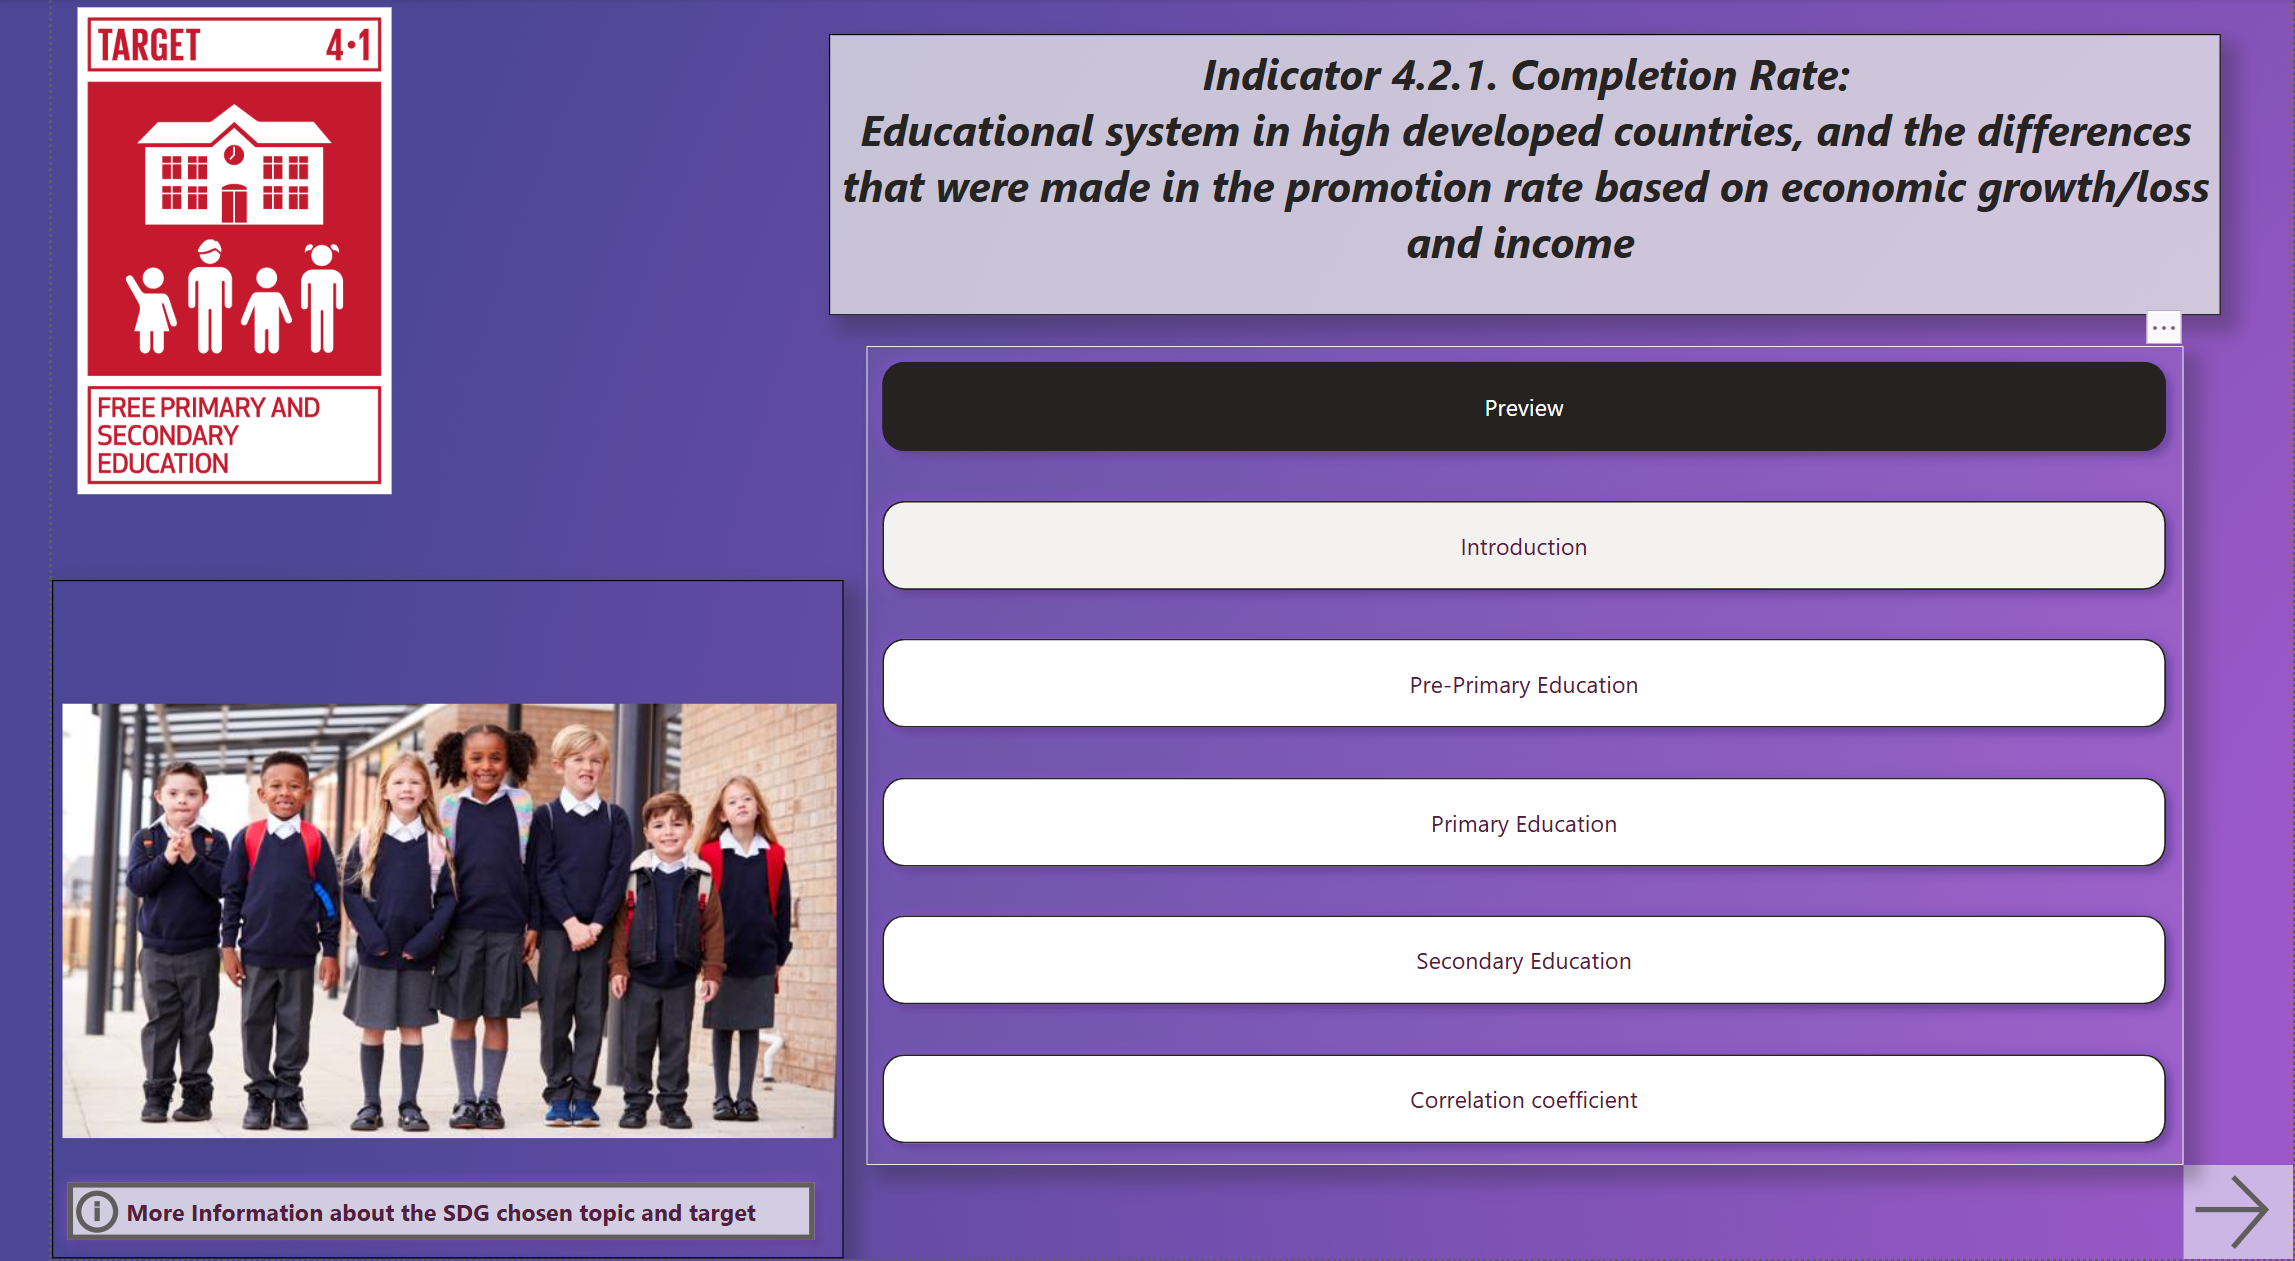 TARGET 4·1
FREE PRIMARY AND
SECONDARY
EDUCATION
Indicator 4.2.1. Completion Rate:
Educational system in high developed countries, and the differences
that were made in the promotion rate based on economic growth/loss
and income
Preview
Introduction
Pre-Primary Education
Primary Education
Secondary Education
Correlation coefficient
More Information about the SDG chosen topic and target